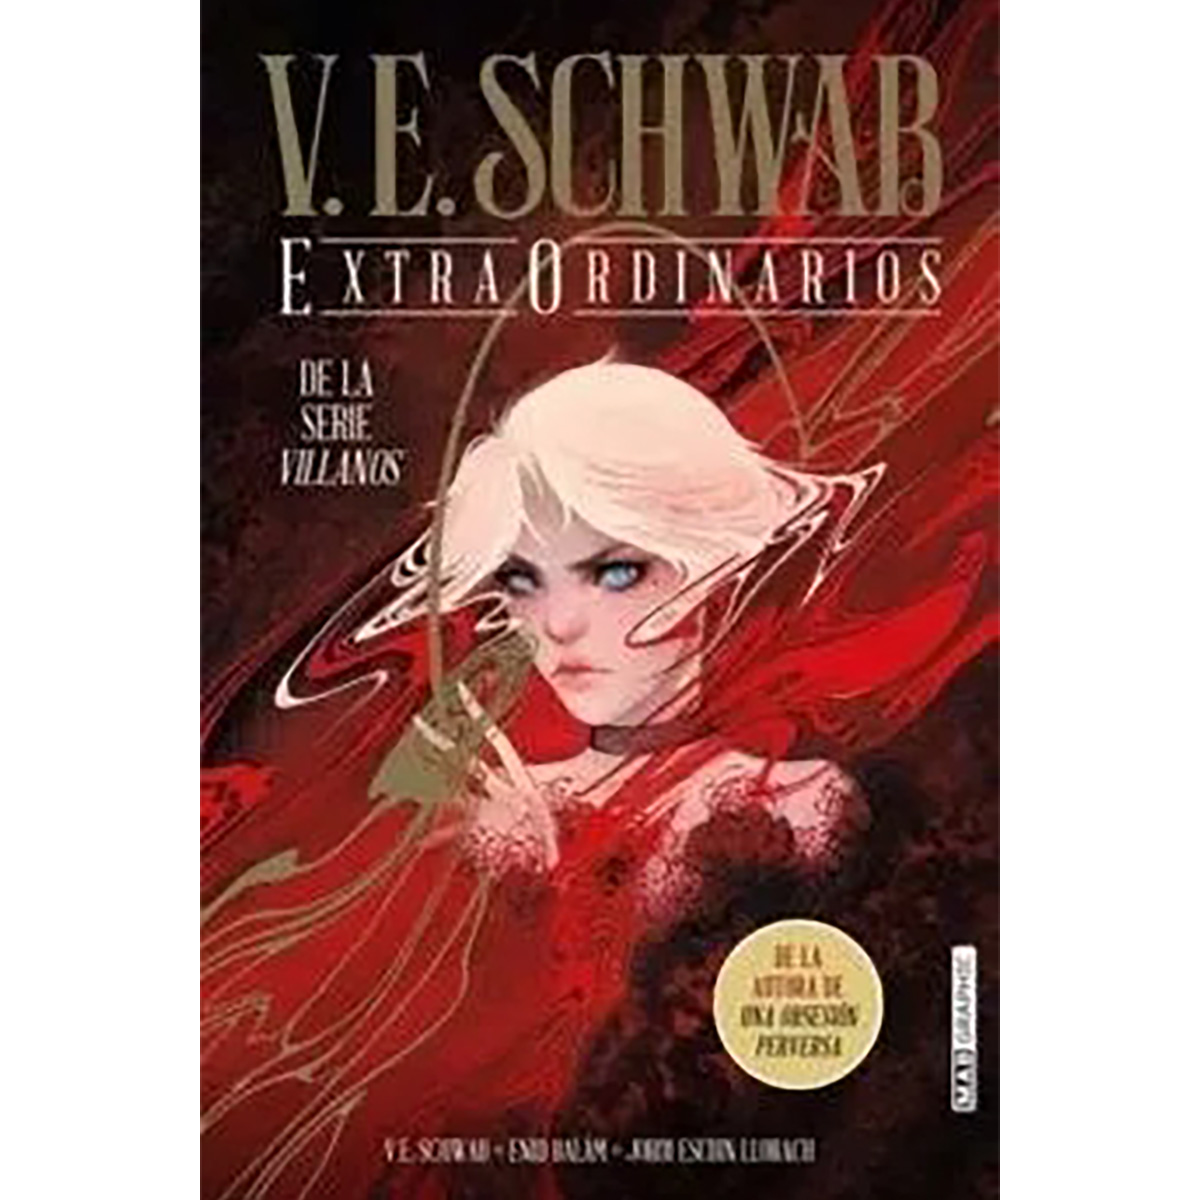 V. E. SCHWAB
EXTRAORDINARIOS
DE LA
SERIE
VILLANOS
DE LA
AUTORA DE
UNA OBSESIÓN
PERVERSA
GRAPHIC
V.E. SCHWAB • ENID BALÁM • JORDI ESCUIN LLORACH